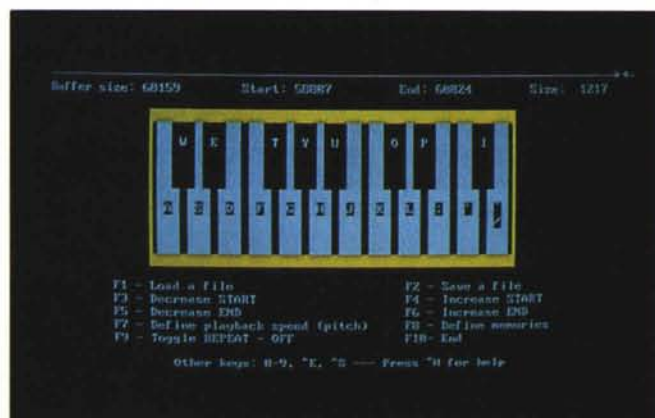 Buffer size: 60159 Start: 58807 End: 60024 Size: 1217
W E T Y U O P ]
A S D F G H J K L ; '
F1 - Load a file F2 - Save a file
F3 - Decrease START F4 - Increase START
F5 - Decrease END F6 - Increase END
F7 - Define playback speed (pitch) F8 - Define memories
F9 - Toggle REPEAT - OFF F10- End
Other keys: 0-9, ^E, ^G --- Press ^H for help